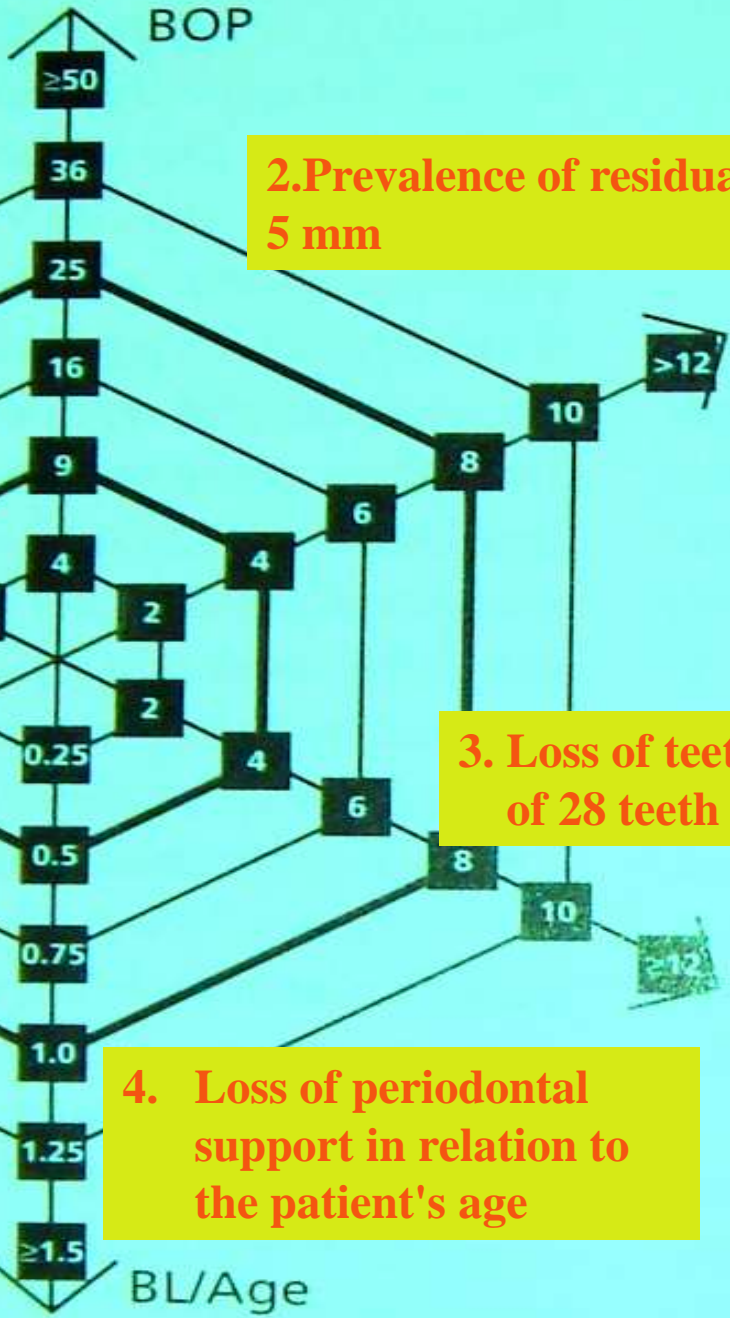 BOP
≥50
36
2.Prevalence of residua
5 mm
25
>12
16
10
8
9
6
4
4
2
2
0.25
4
3. Loss of teet
of 28 teeth
6
0.5
8
10
0.75
≥12
1.0
4. Loss of periodontal
support in relation to
the patient's age
1.25
≥1.5
BL/Age